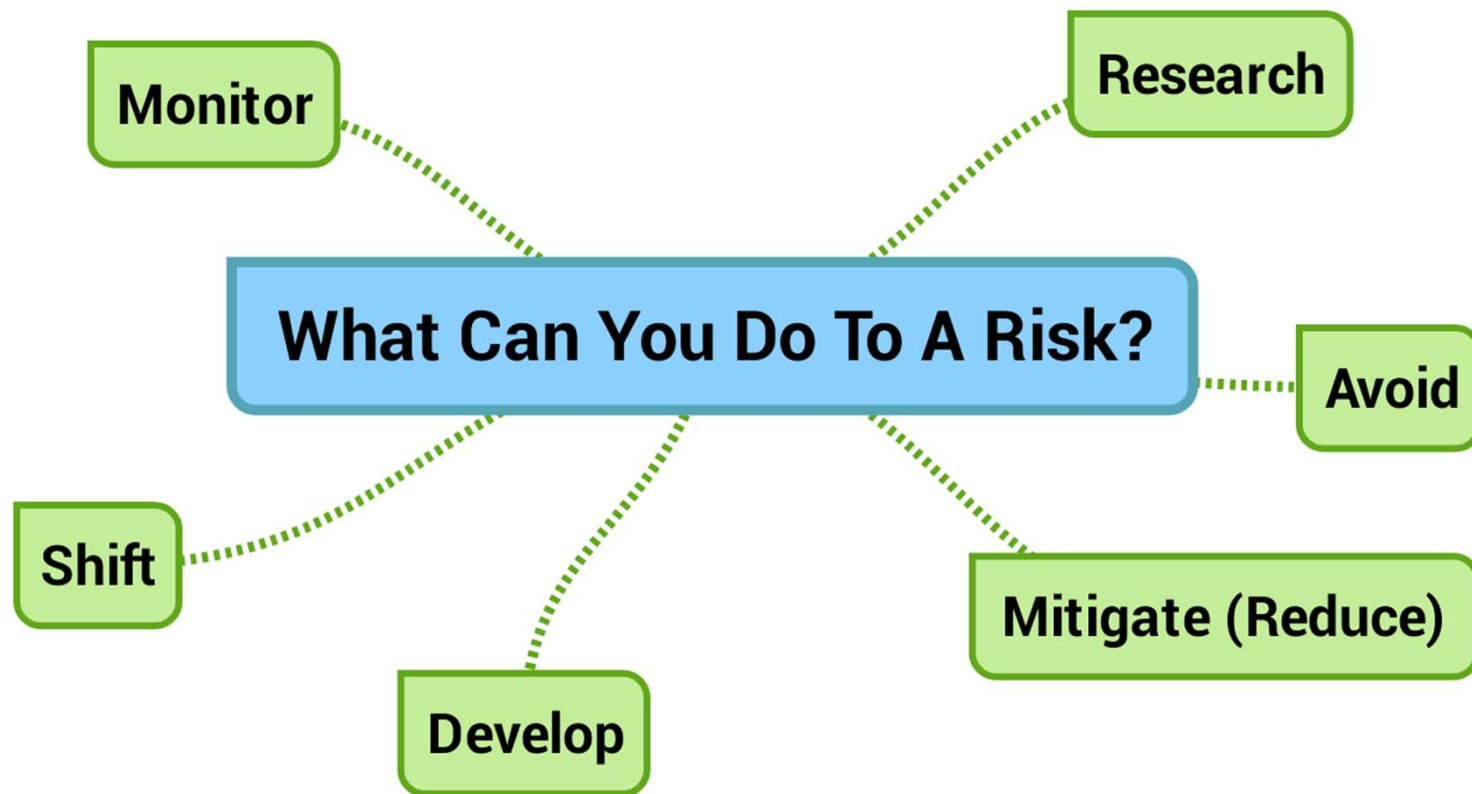 Monitor
Research
What Can You Do To A Risk?
Avoid
Shift
Mitigate (Reduce)
Develop